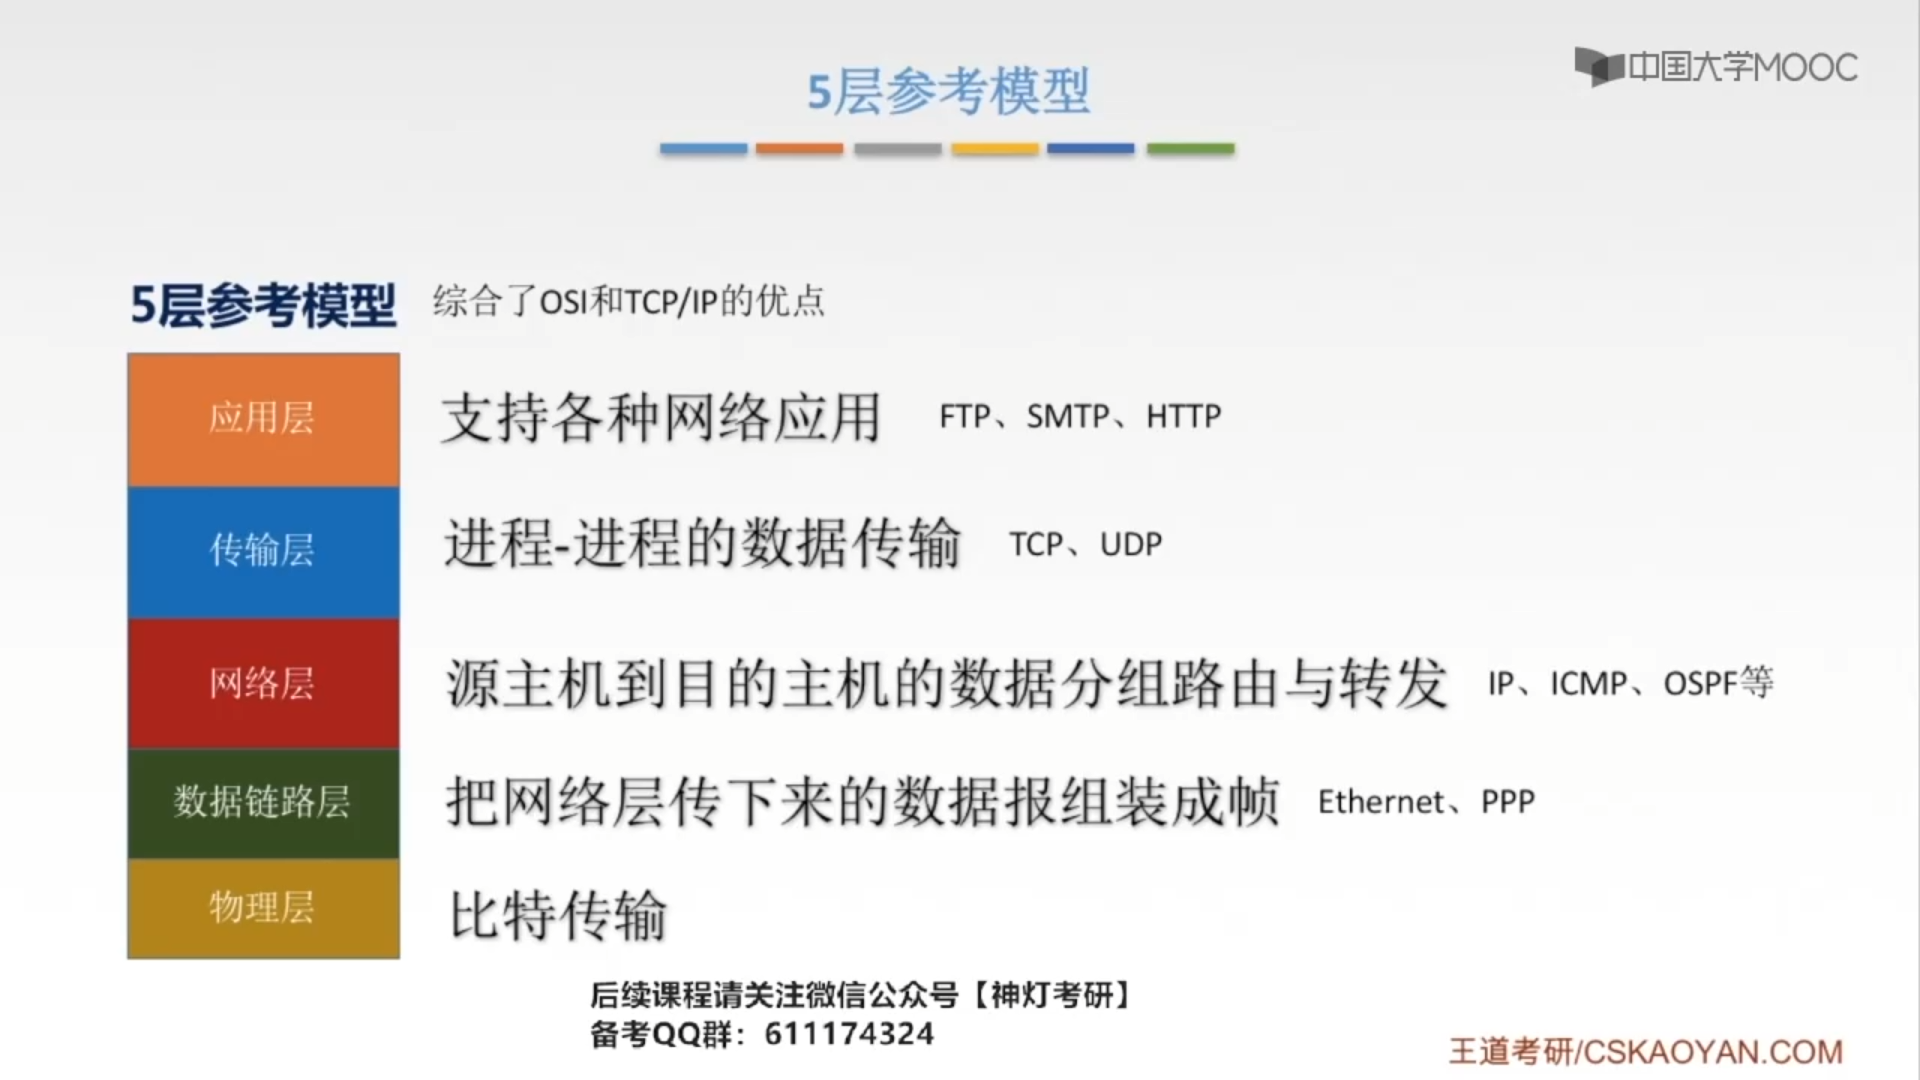 中国大学MOOC
5层参考模型
5层参考模型 综合了OSI和TCP/IP的优点
应用层 支持各种网络应用 FTP、SMTP、HTTP
传输层 进程-进程的数据传输 TCP、UDP
网络层 源主机到目的主机的数据分组路由与转发 IP、ICMP、OSPF等
数据链路层 把网络层传下来的数据报组装成帧 Ethernet、PPP
物理层 比特传输
后续课程请关注微信公众号【神灯考研】
备考QQ群：611174324
王道考研/CSKAOYAN.COM